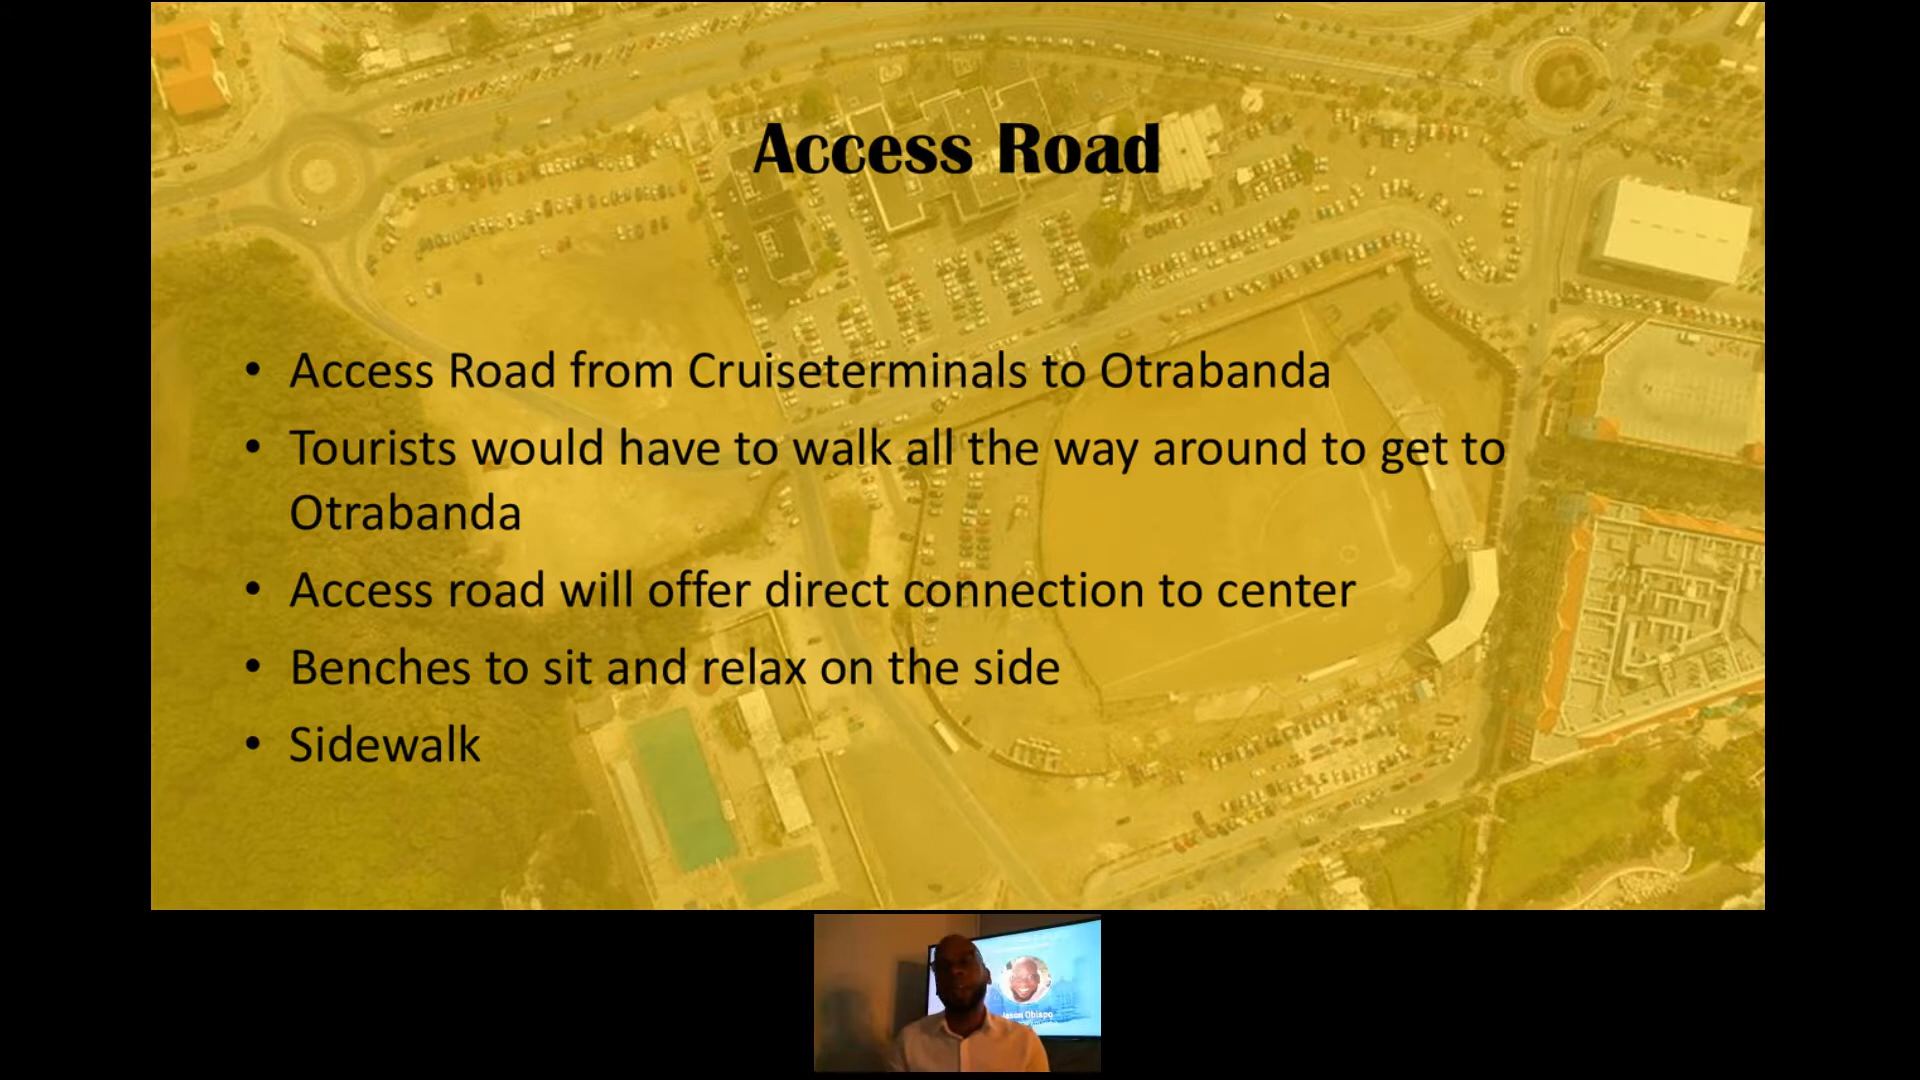 Access Road
• Access Road from Cruiseterminals to Otrabanda
• Tourists would have to walk all the way around to get to
Otrabanda
• Access road will offer direct connection to center
• Benches to sit and relax on the side
• Sidewalk
Jason Obispo